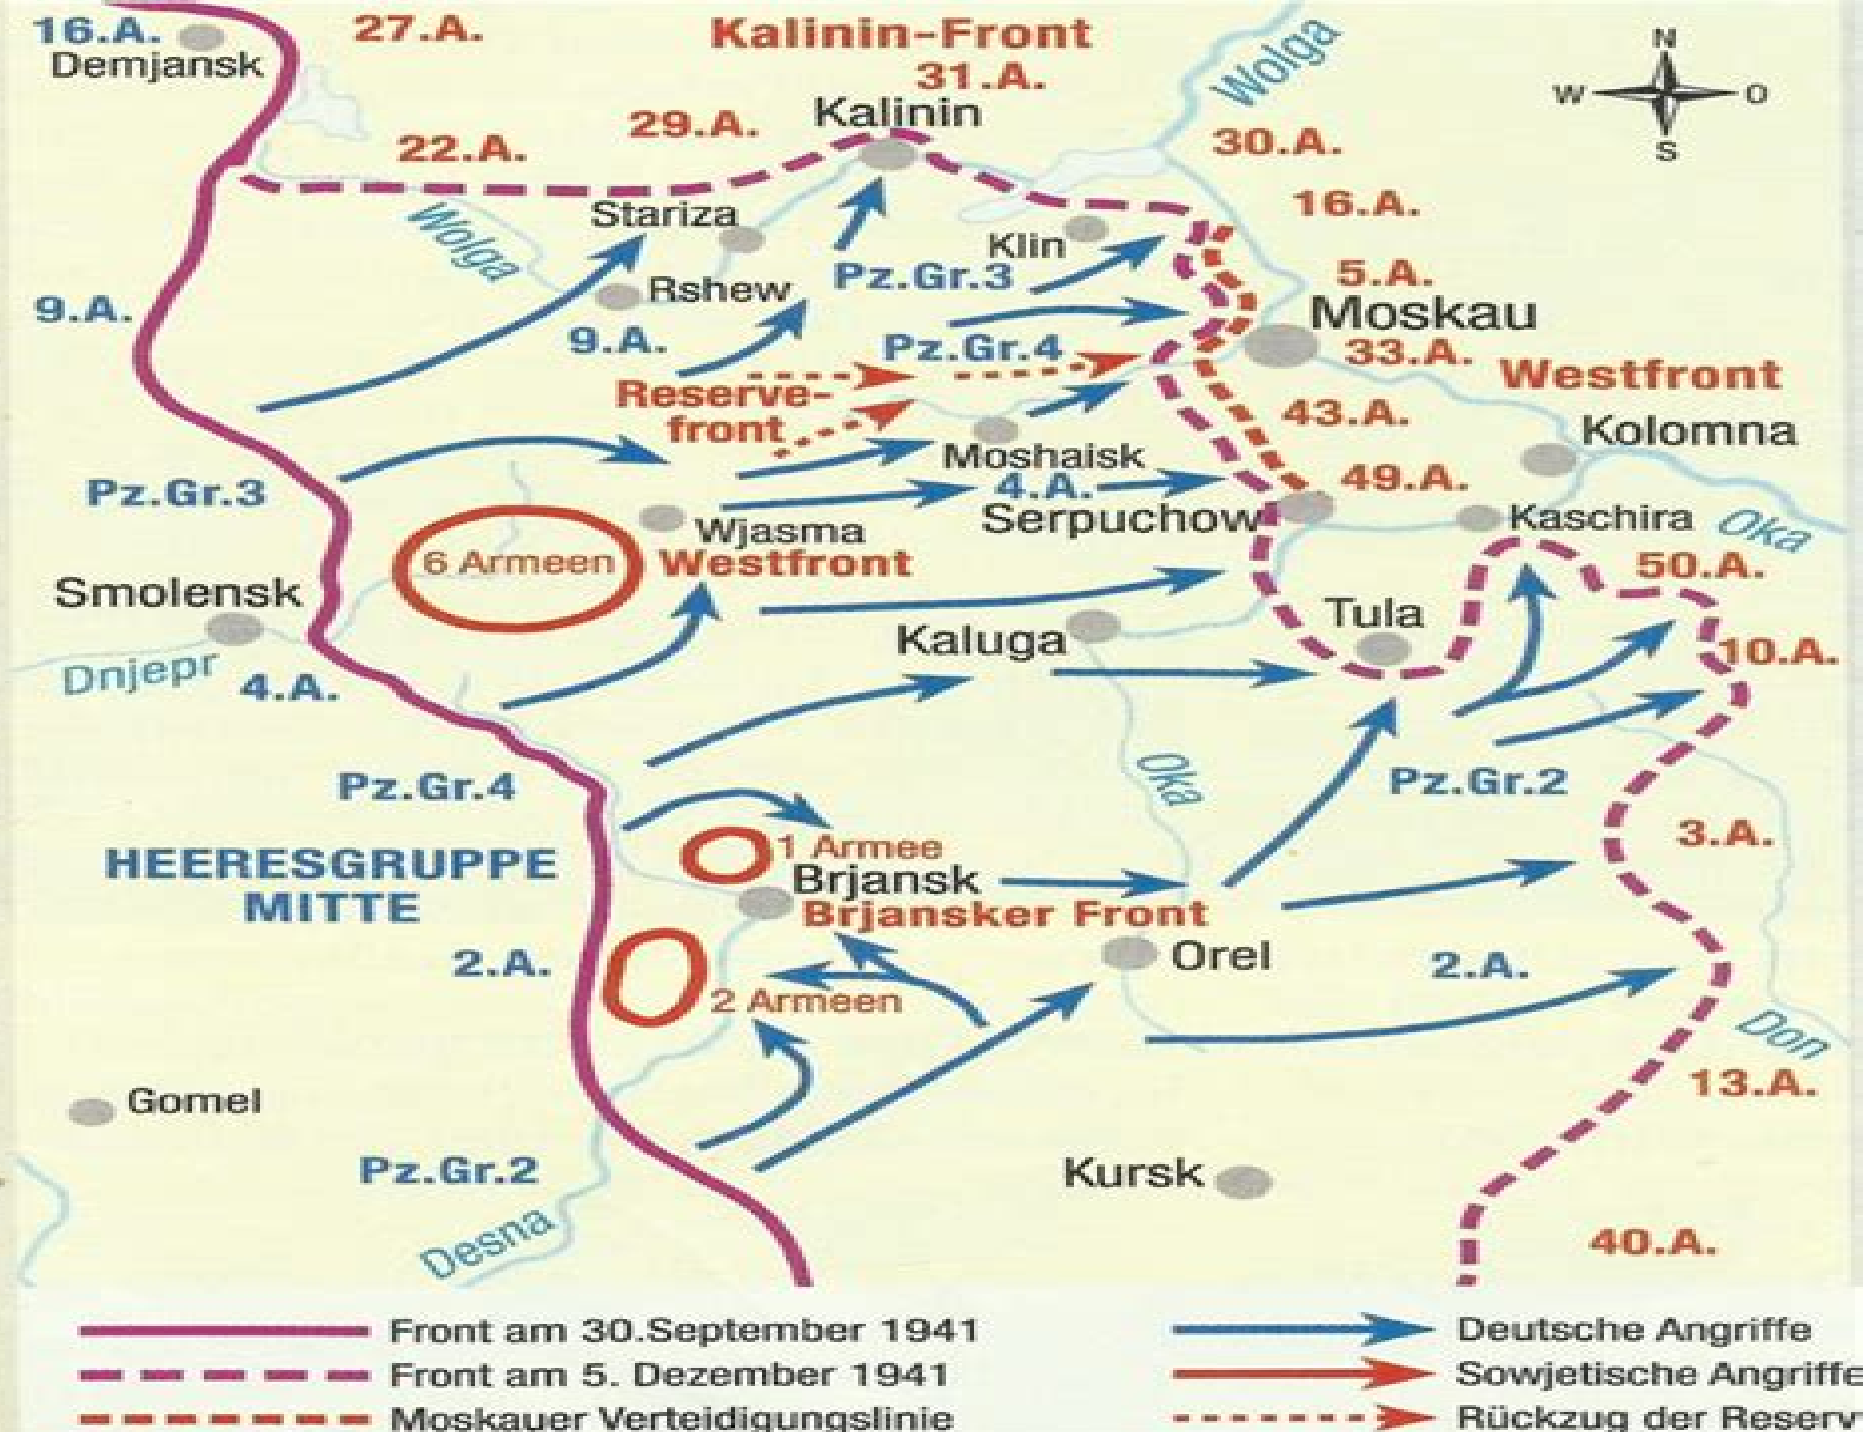 16.A.
Demjansk
27.A.
Kalinin-Front
31.A.
Wolga
N
W
O
S
Kalinin
29.A.
22.A.
30.A.
16.A.
Stariza
Wolga
Klin
Pz.Gr.3
5.A.
Rshew
9.A.
Moskau
9.A.
Pz.Gr.4
33.A.
Westfront
Reserve-
front
43.A.
Kolomna
Moshaisk
Pz.Gr.3
4.A.
49.A.
Serpuchow
Kaschira
Oka
Wjasma
6 Armeen
Westfront
50.A.
Smolensk
Tula
Kaluga
10.A.
Dnjepr
4.A.
Oka
Pz.Gr.4
Pz.Gr.2
3.A.
1 Armee
HEERESGRUPPE
MITTE
Brjansk
Brjansker Front
2.A.
Orel
2.A.
2 Armeen
Don
13.A.
Gomel
Pz.Gr.2
Kursk
Desna
40.A.
Front am 30.September 1941
Deutsche Angriffe
Front am 5. Dezember 1941
Sowjetische Angriffe
Moskauer Verteidigungslinie
Rückzug der Reserv